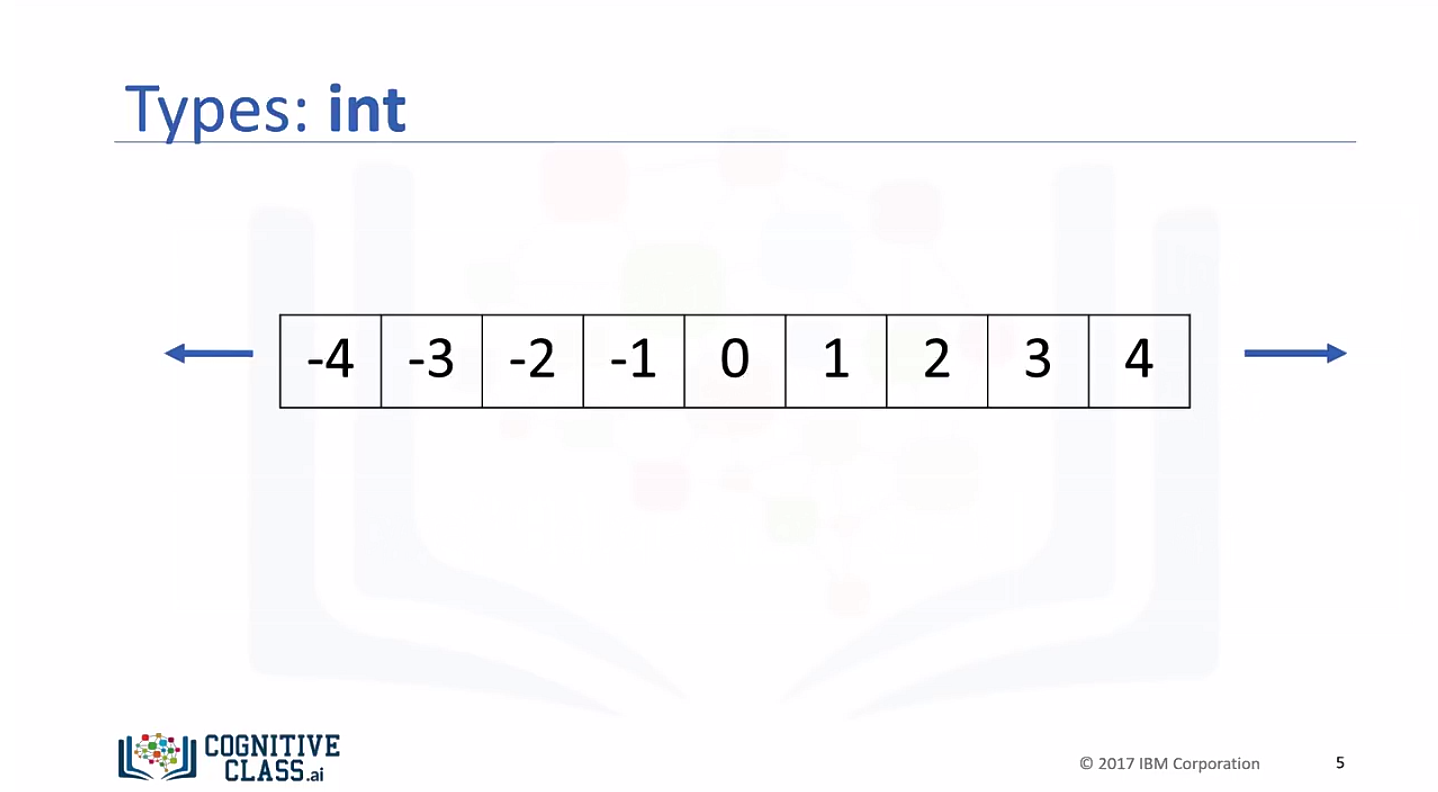 Types: int
-4 -3 -2 -1 0 1 2 3 4
COGNITIVE
CLASS.ai
© 2017 IBM Corporation 5